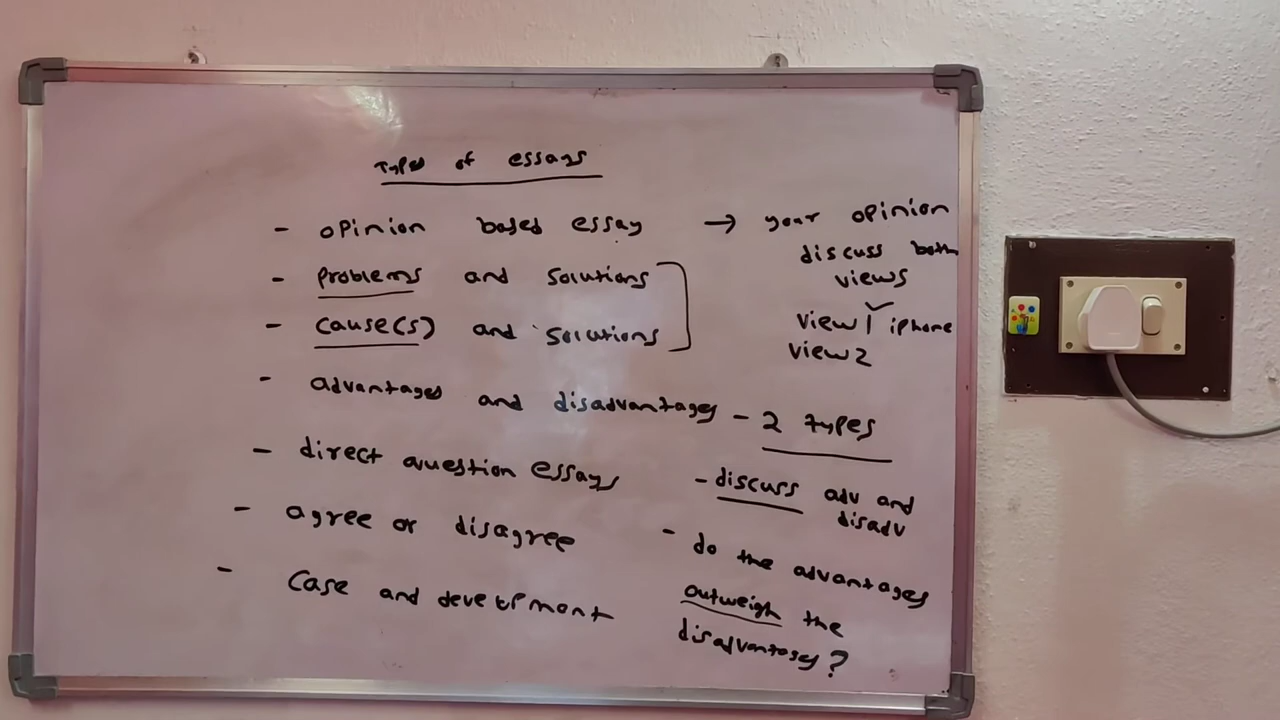 Types of essays
- opinion based essay → your opinion
discuss both views
view 1 iphone
view 2
- problems and solutions
- cause(s) and solutions
- advantages and disadvantages - 2 types
- discuss adv and disadv
- do the advantages outweigh the disadvantages?
- direct question essays
- agree or disagree
- Case and development